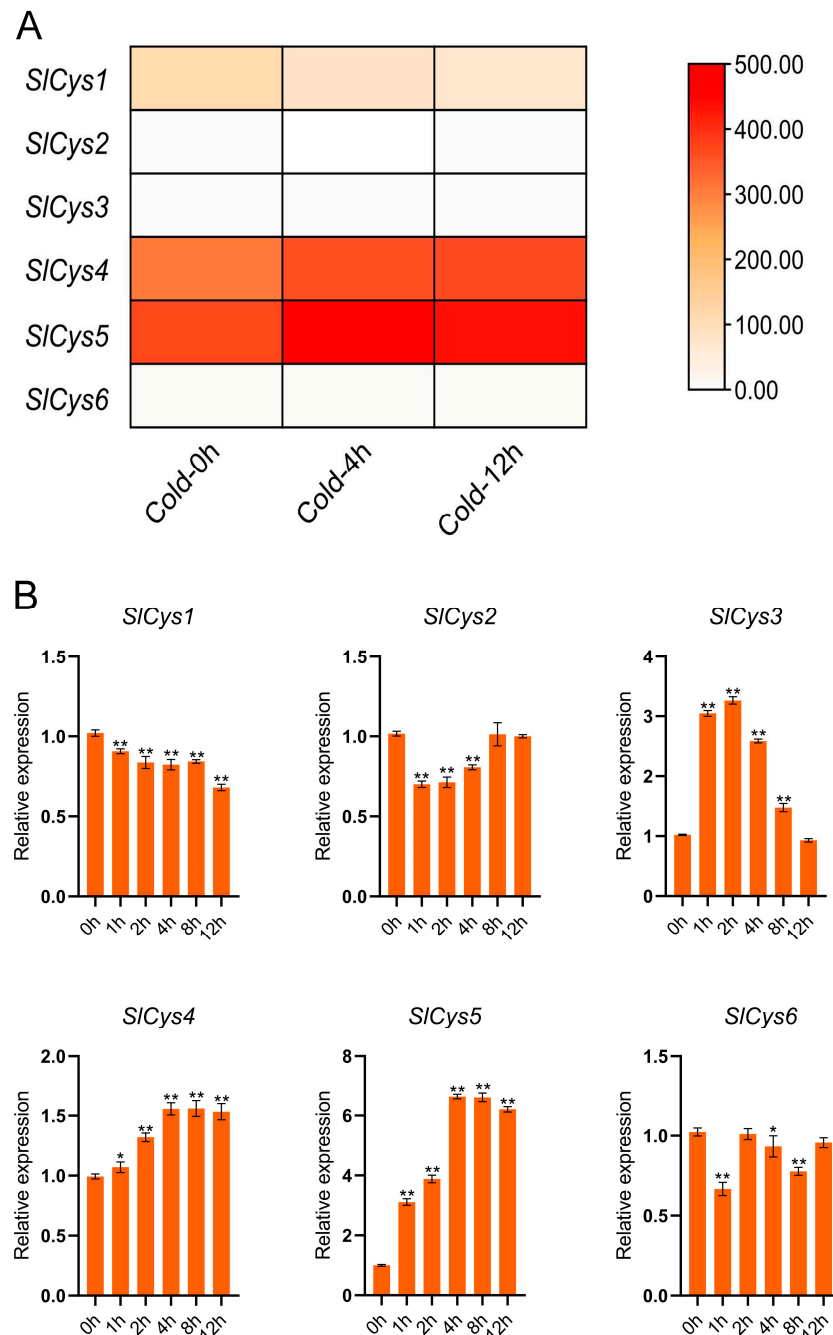 A
SlCys1
SlCys2
SlCys3
SlCys4
SlCys5
SlCys6
Cold-0h
Cold-4h
Cold-12h
500.00
400.00
300.00
200.00
100.00
0.00
B
SlCys1
Relative expression
1.5
1.0
0.5
0.0
** ** ** ** **
0h 1h 2h 4h 8h 12h
SlCys2
Relative expression
1.5
1.0
0.5
0.0
** ** **
0h 1h 2h 4h 8h 12h
SlCys3
Relative expression
4
3
2
1
0
** ** ** **
0h 1h 2h 4h 8h 12h
SlCys4
Relative expression
2.0
1.5
1.0
0.5
0.0
* ** ** ** **
0h 1h 2h 4h 8h 12h
SlCys5
Relative expression
8
6
4
2
0
** ** ** ** **
0h 1h 2h 4h 8h 12h
SlCys6
Relative expression
1.5
1.0
0.5
0.0
** * **
0h 1h 2h 4h 8h 12h